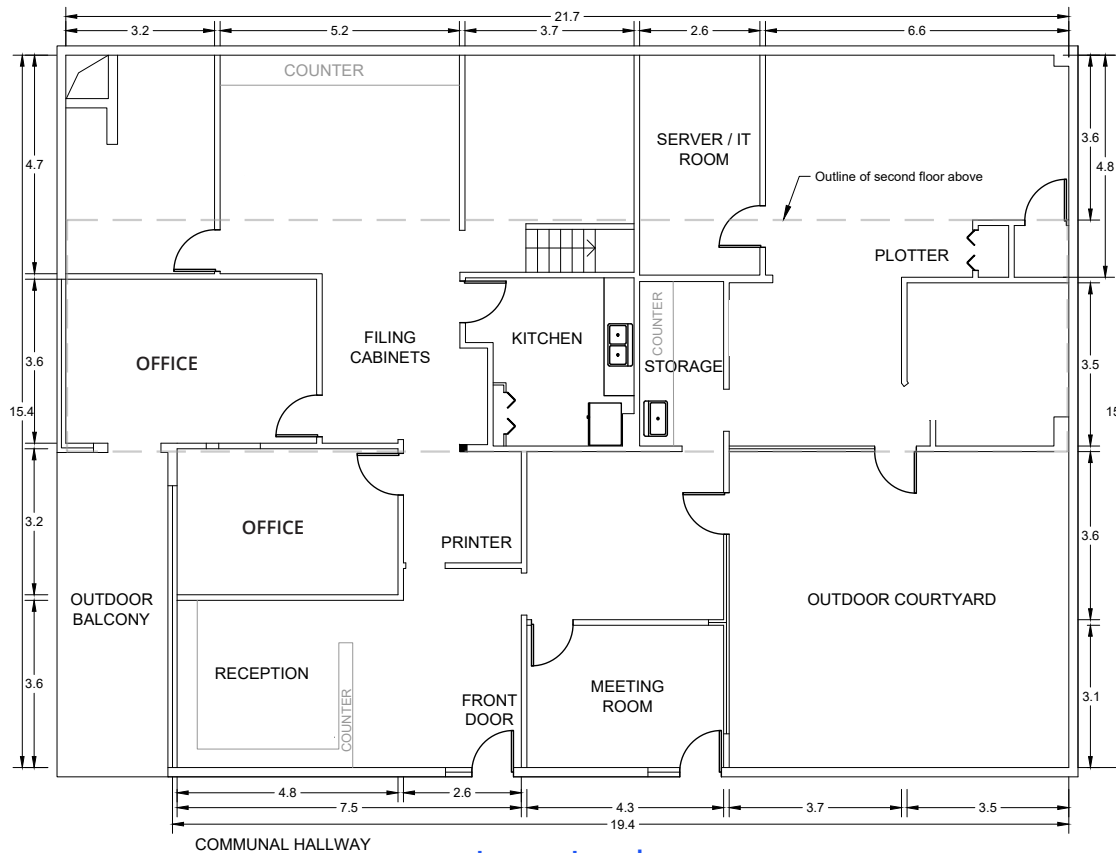 21.7
3.2
5.2
3.7
2.6
6.6
COUNTER
4.7
3.6
4.8
SERVER / IT
ROOM
Outline of second floor above
PLOTTER
3.6
15.4
OFFICE
FILING
CABINETS
KITCHEN
COUNTER
STORAGE
3.5
3.2
OFFICE
PRINTER
3.6
OUTDOOR
BALCONY
OUTDOOR COURTYARD
3.6
RECEPTION
COUNTER
FRONT
DOOR
MEETING
ROOM
3.1
4.8
2.6
7.5
4.3
3.7
3.5
19.4
COMMUNAL HALLWAY